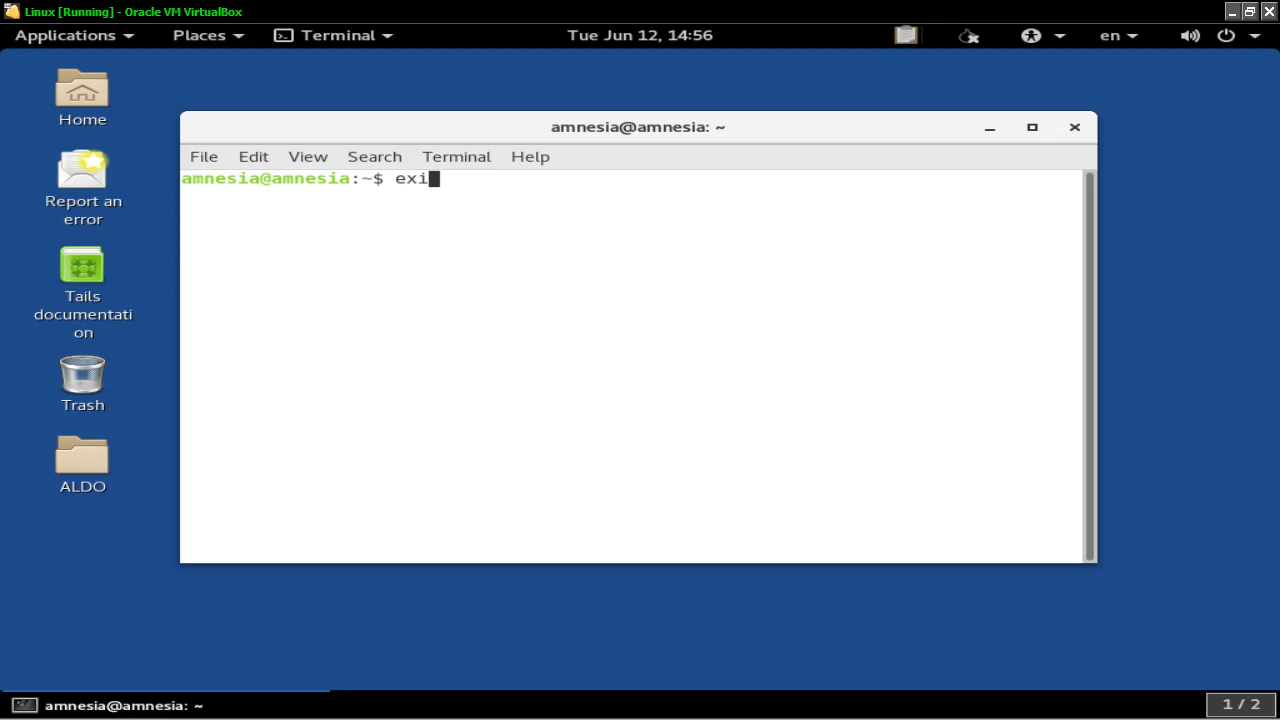 Linux [Running] - Oracle VM VirtualBox
Applications Places Terminal Tue Jun 12, 14:56 en
Home
Report an
error
Tails
documentati
on
Trash
ALDO
amnesia@amnesia: ~
File Edit View Search Terminal Help
amnesia@amnesia:~$ exi
amnesia@amnesia: ~ 1 / 2